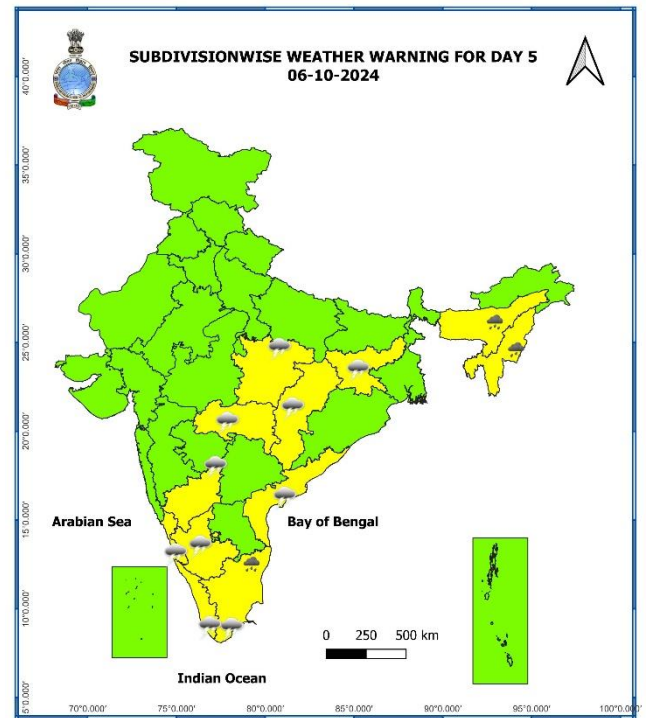 SUBDIVISIONWISE WEATHER WARNING FOR DAY 5
06-10-2024
40°0.000'
35°0.000'
30°0.000'
25°0.000'
20°0.000'
15°0.000'
10°0.000'
5°0.000'
Arabian Sea
Bay of Bengal
0 250 500 km
Indian Ocean
70°0.000' 75°0.000' 80°0.000' 85°0.000' 90°0.000' 95°0.000' 100°0.000'